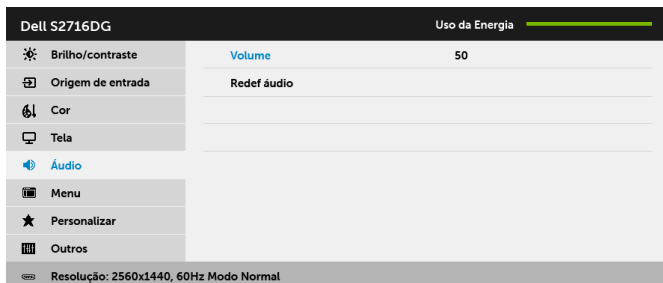 Dell S2716DG Uso da Energia
Brilho/contraste Volume 50
Origem de entrada Redef áudio
Cor
Tela
Áudio
Menu
Personalizar
Outros
Resolução: 2560x1440, 60Hz Modo Normal